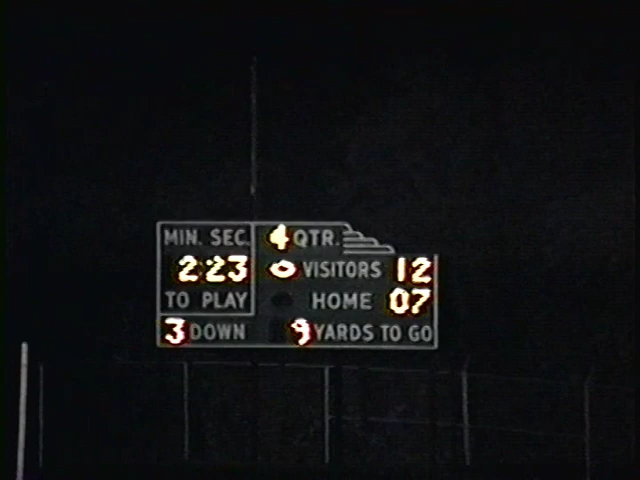 MIN. SEC. 4 QTR.
2:23 VISITORS 12
TO PLAY HOME 07
3 DOWN 9 YARDS TO GO